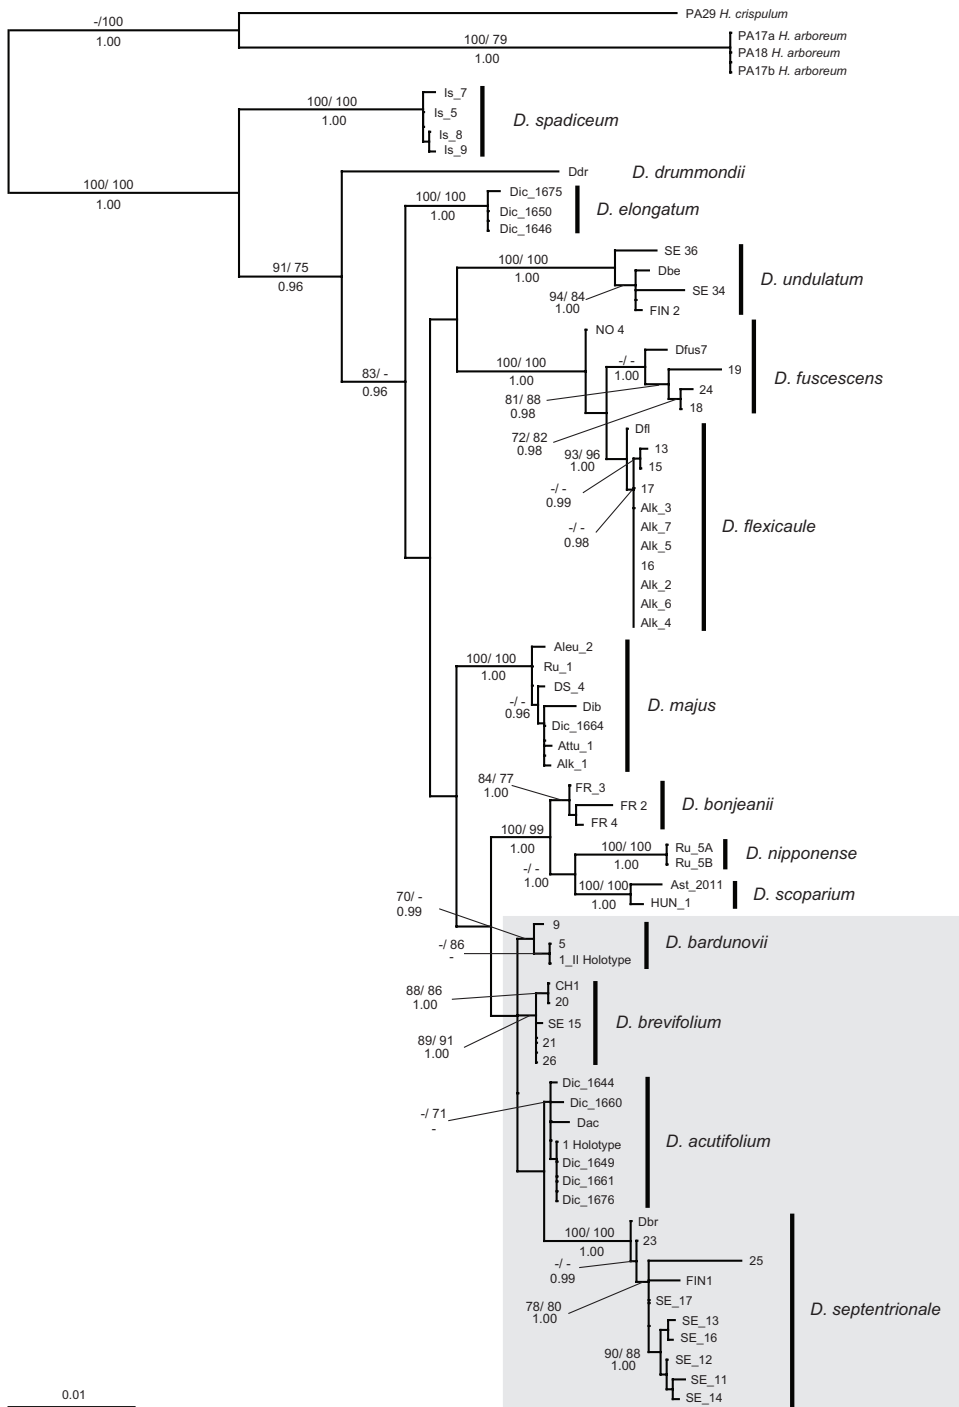 PA29 H. crispulum
-/100
1.00
PA17a H. arboreum
100/ 79
PA18 H. arboreum
1.00
PA17b H. arboreum
Is_7
100/ 100
1.00
Is_5
D. spadiceum
Is_8
Is_9
Ddr
D. drummondii
100/ 100
1.00
Dic_1675
100/ 100
1.00
Dic_1650
D. elongatum
Dic_1646
SE 36
91/ 75
0.96
100/ 100
1.00
Dbe
D. undulatum
94/ 84
1.00
SE 34
FIN 2
NO 4
Dfus7
100/ 100
1.00
-/ -
1.00
19
D. fuscescens
83/ -
0.96
24
81/ 88
0.98
18
Dfl
72/ 82
0.98
93/ 96
1.00
13
15
-/ -
0.99
17
Alk_3
-/ -
0.98
Alk_7
D. flexicaule
Alk_5
16
Alk_2
Alk_6
Alk_4
Aleu_2
100/ 100
1.00
Ru_1
DS_4
-/ -
0.96
Dib
D. majus
Dic_1664
Attu_1
Alk_1
84/ 77
1.00
FR_3
FR 2
D. bonjeanii
FR 4
100/ 99
1.00
100/ 100
1.00
Ru_5A
D. nipponense
Ru_5B
-/ -
1.00
100/ 100
1.00
Ast_2011
D. scoparium
HUN_1
70/ -
0.99
9
-/ 86
-
5
D. bardunovii
1_II Holotype
88/ 86
1.00
CH1
20
SE 15
D. brevifolium
89/ 91
1.00
21
26
Dic_1644
-/ 71
-
Dic_1660
Dac
1 Holotype
D. acutifolium
Dic_1649
Dic_1661
Dic_1676
Dbr
100/ 100
1.00
23
-/ -
0.99
25
FIN1
78/ 80
1.00
SE_17
D. septentrionale
SE_13
SE_16
90/ 88
1.00
SE_12
SE_11
SE_14
0.01